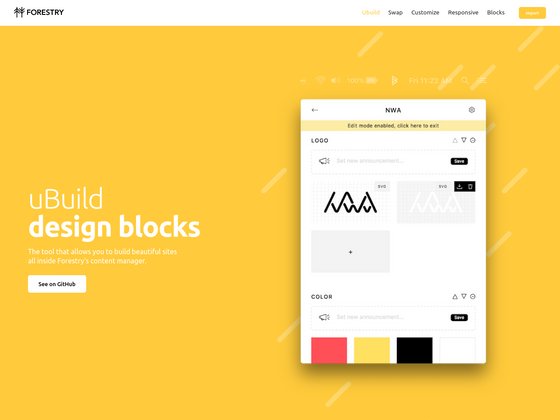 FORESTRY
uBuild Swap Customize Responsive Blocks
100%
Fri 11:22 AM
NWA
Edit mode enabled, click here to exit
LOGO
Set new announcement... Save
SVG SVG
+
uBuild
design blocks
The tool that allows you to build beautiful sites
all inside Forestry's content manager.
See on GitHub
COLOR
Set new announcement... Save